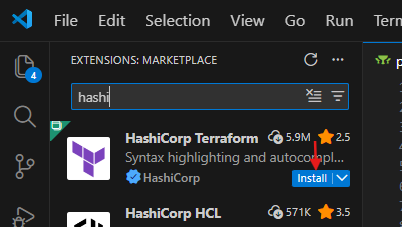 File Edit Selection View Go Run Term
EXTENSIONS: MARKETPLACE
4
hashi
HashiCorp Terraform 5.9M 2.5
Syntax highlighting and autocompl...
HashiCorp Install
HashiCorp HCL 571K 3.5